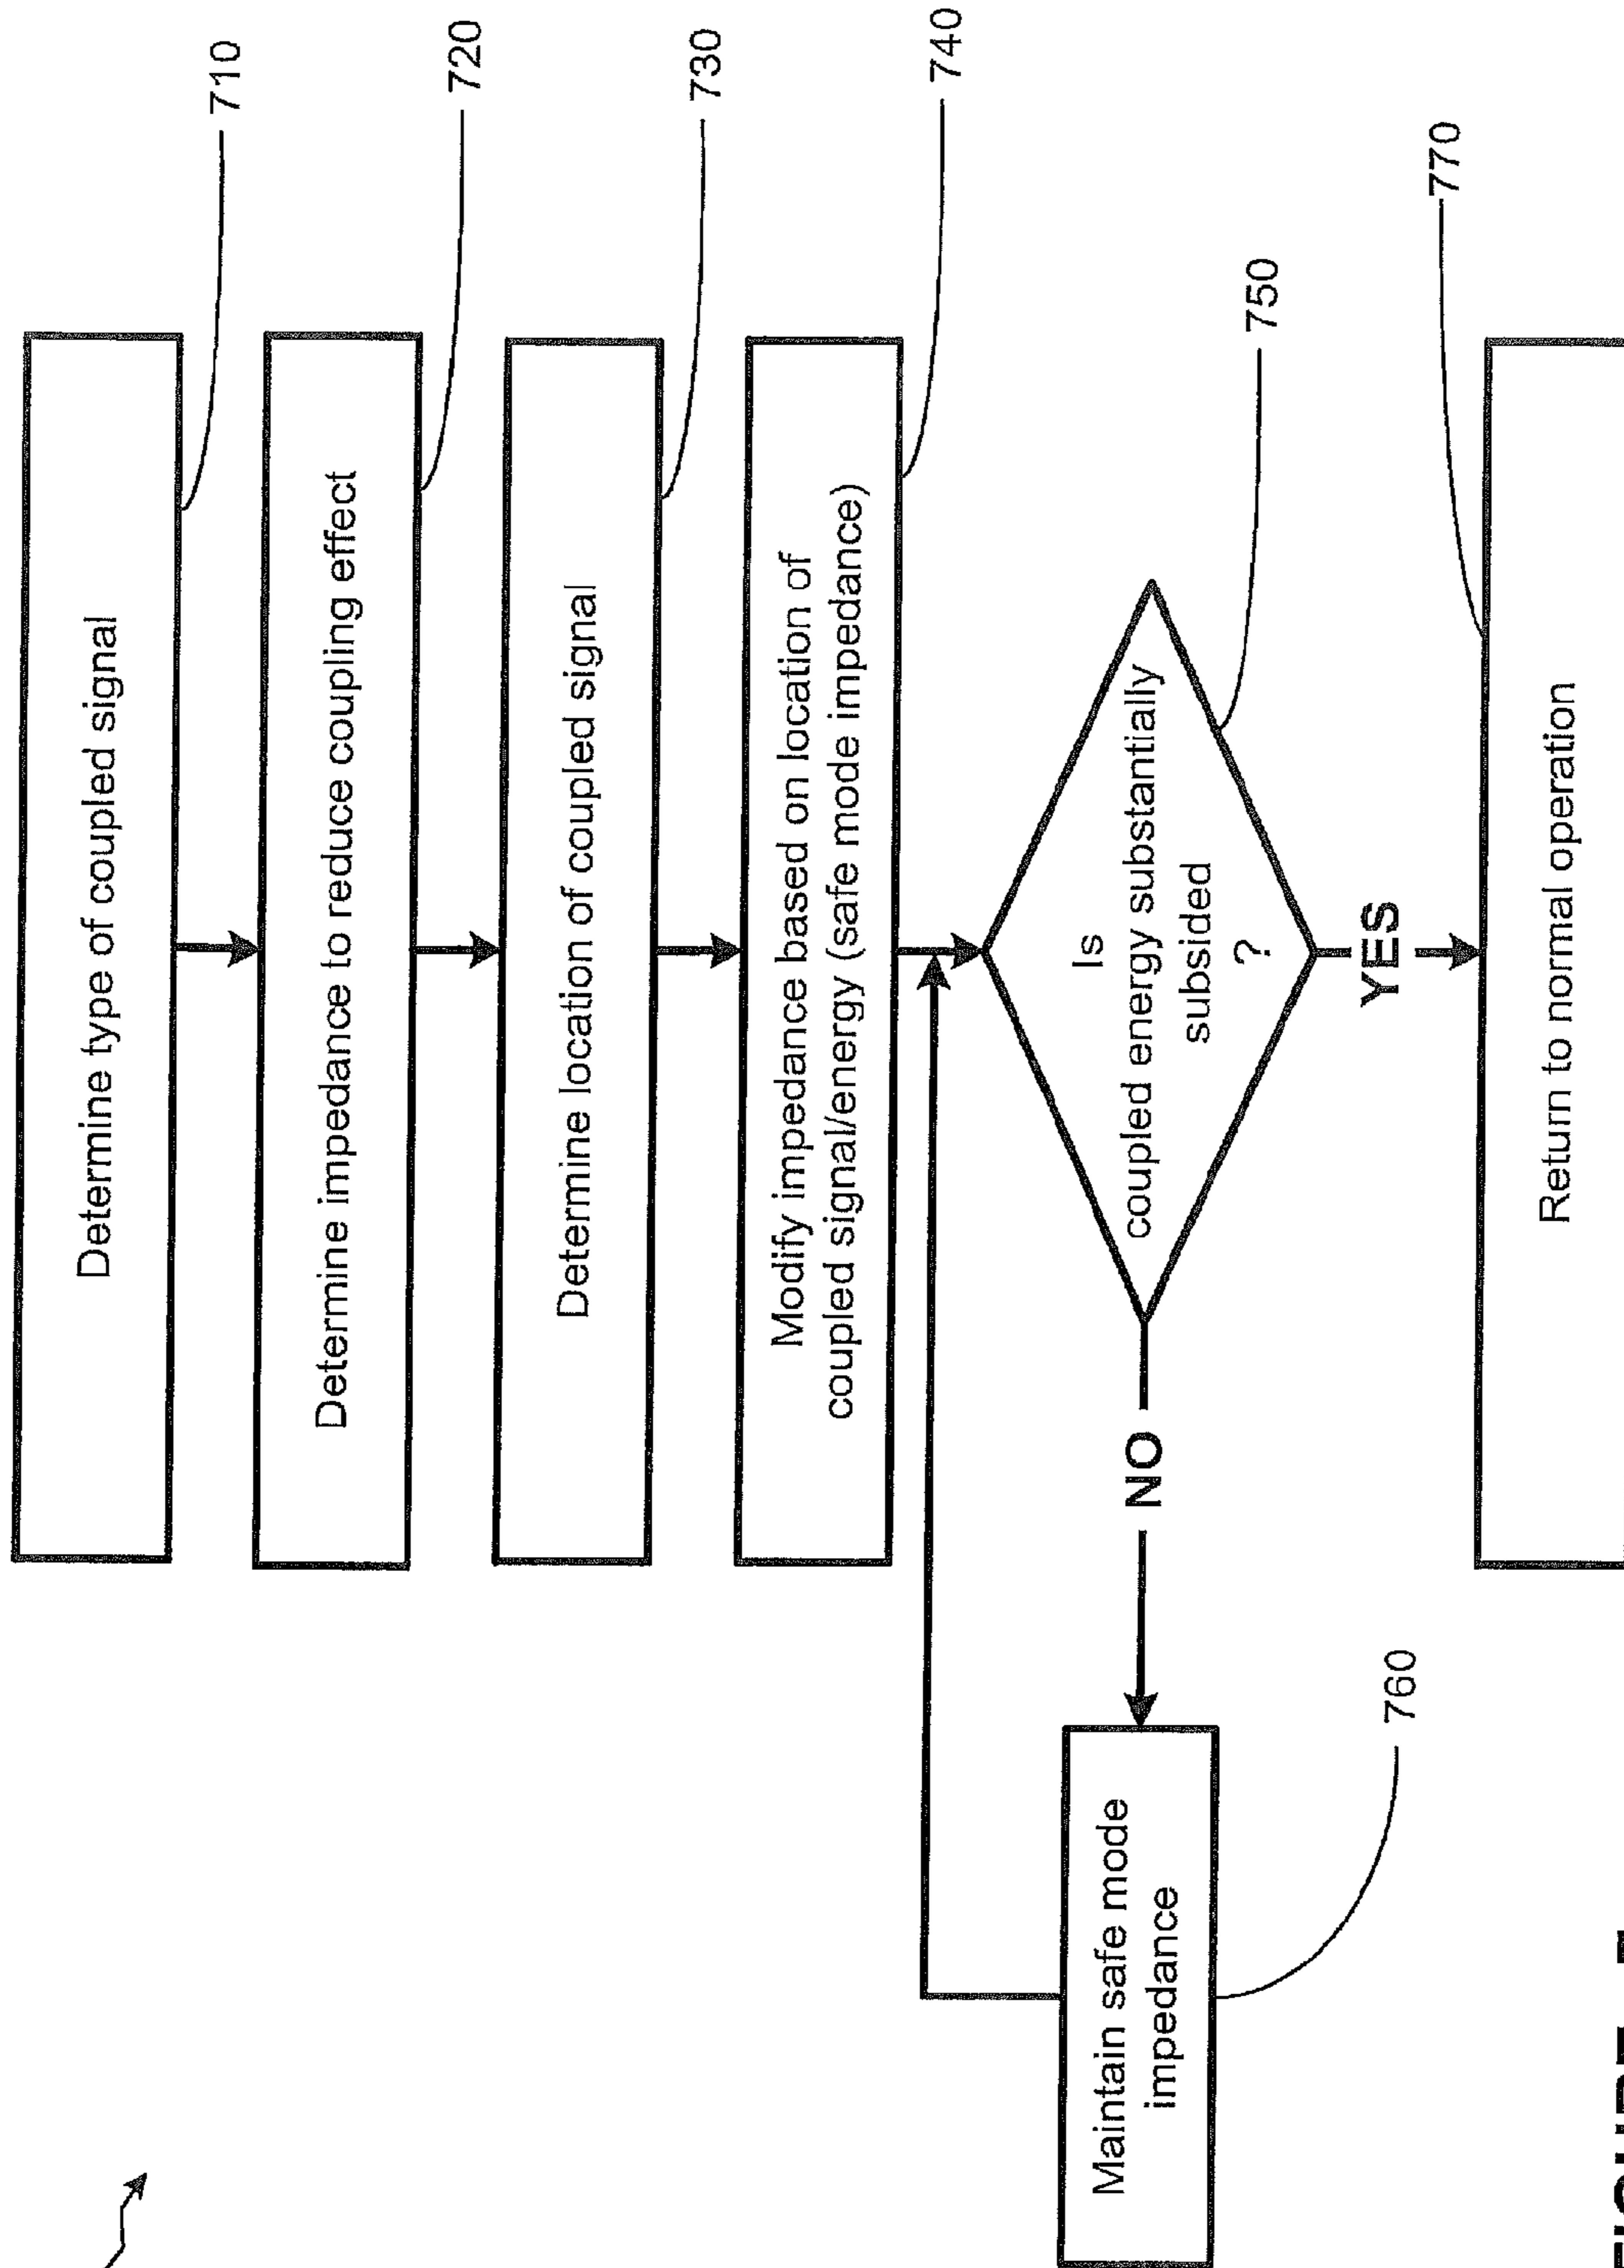 Determine type of coupled signal
710
Determine impedance to reduce coupling effect
720
Determine location of coupled signal
730
Modify impedance based on location of
coupled signal/energy (safe mode impedance)
740
Is
coupled energy substantially
subsided
?
750
NO
Maintain safe mode
impedance
760
YES
Return to normal operation
770